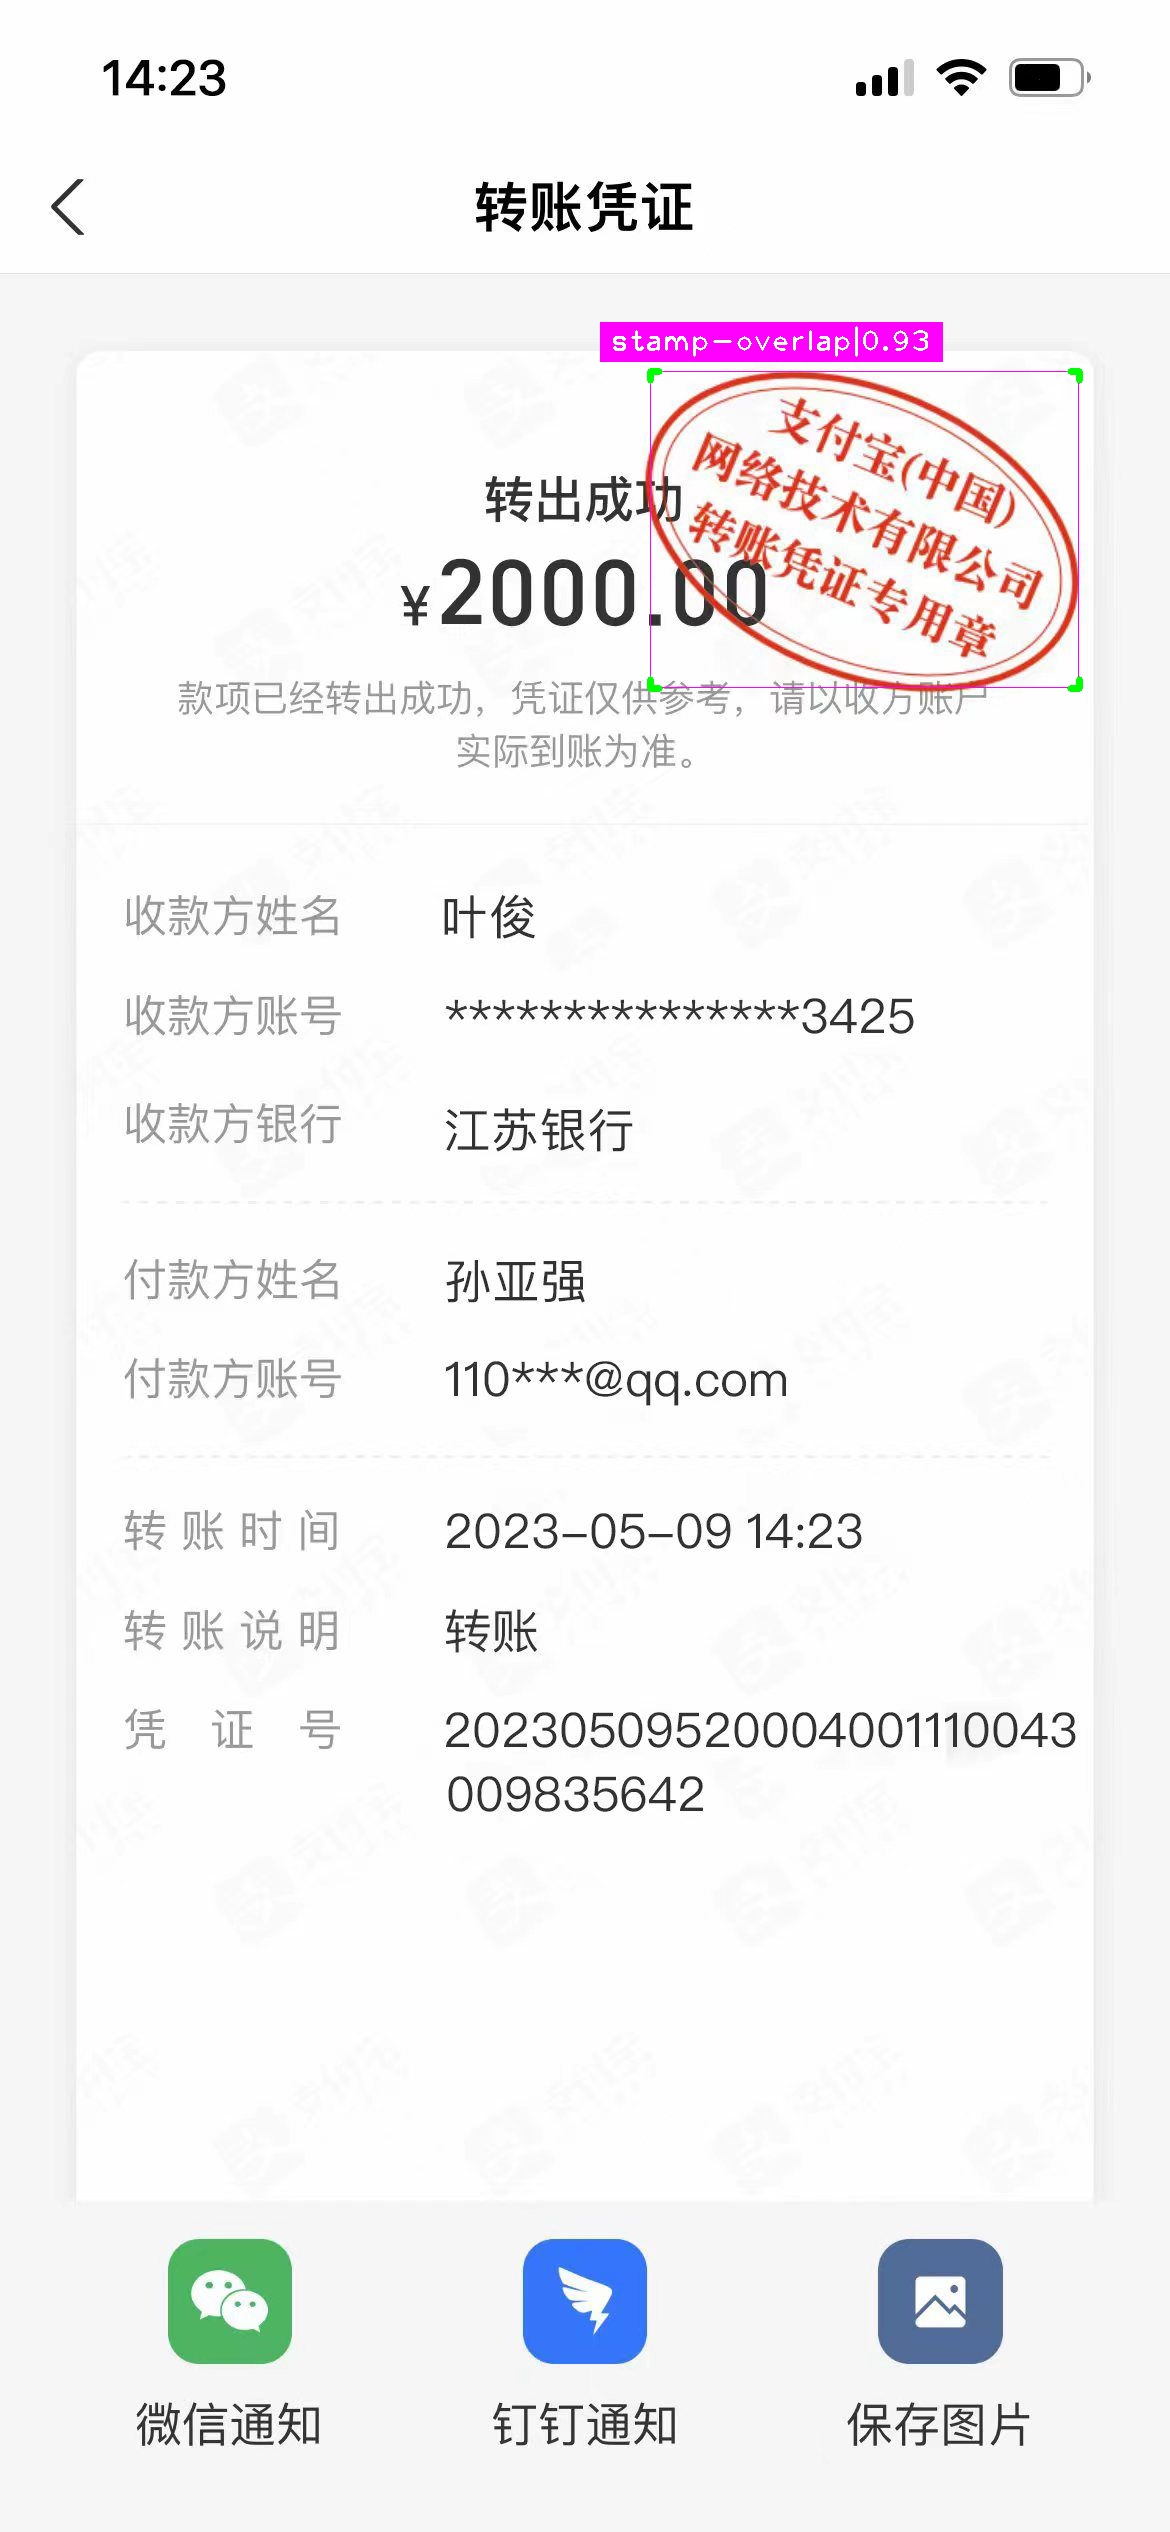 14:23
转账凭证
stamp-overlap|0.93
支付宝(中国)
网络技术有限公司
转账凭证专用章
转出成功
¥2000.00
款项已经转出成功，凭证仅供参考，请以收方账户
实际到账为准。
收款方姓名 叶俊
收款方账号 ***************3425
收款方银行 江苏银行
付款方姓名 孙亚强
付款方账号 110***@qq.com
转账时间 2023-05-09 14:23
转账说明 转账
凭证号 20230509520004001110043
009835642
微信通知 钉钉通知 保存图片